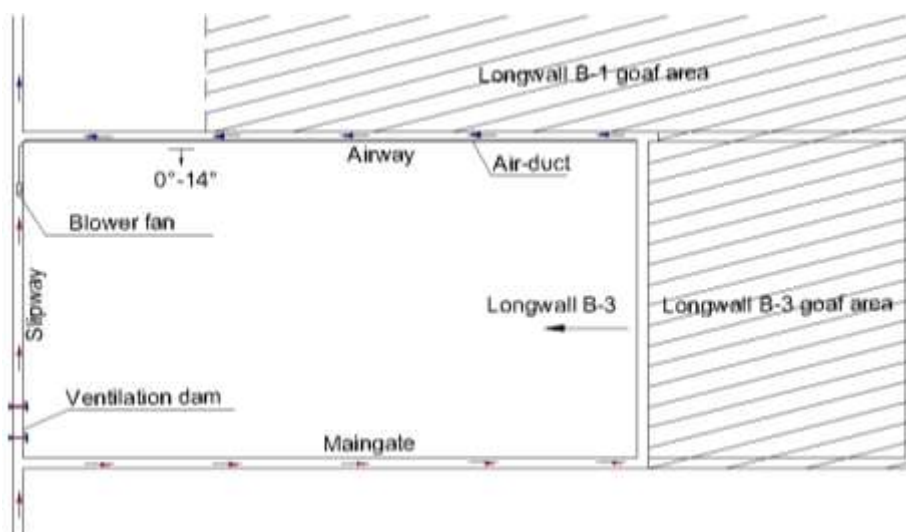 Longwall B-1 goaf area
Airway
Air-duct
0°-14°
Blower fan
Slipway
Longwall B-3
Longwall B-3 goaf area
Ventilation dam
Maingate